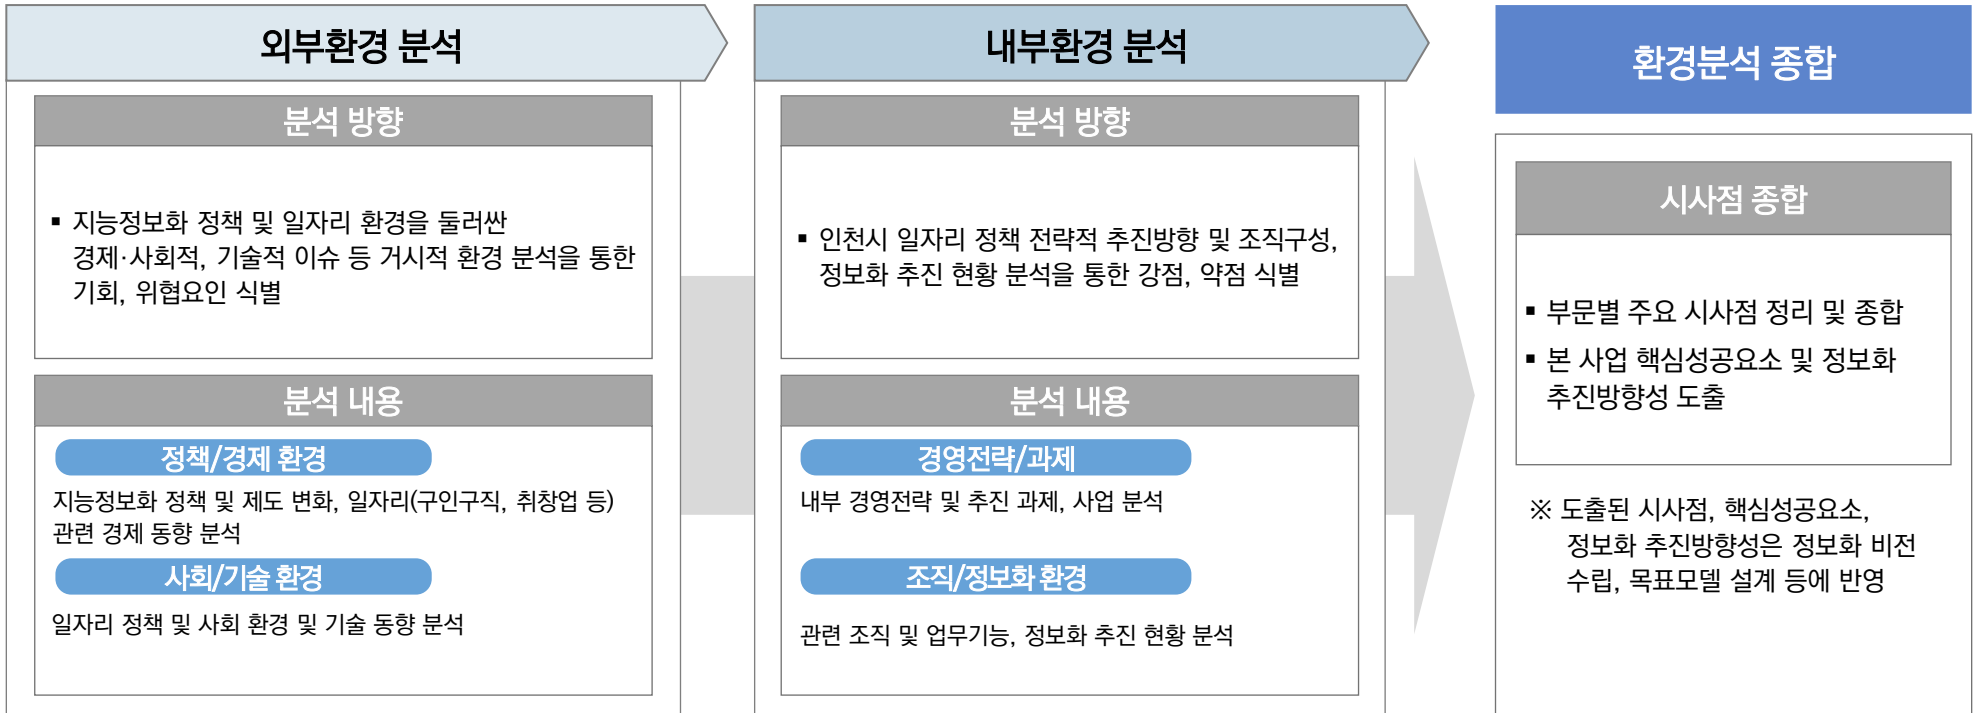 외부환경 분석
분석 방향
▪ 지능정보화 정책 및 일자리 환경을 둘러싼
경제·사회적, 기술적 이슈 등 거시적 환경 분석을 통한
기회, 위협요인 식별
분석 내용
정책/경제 환경
지능정보화 정책 및 제도 변화, 일자리(구인구직, 취창업 등)
관련 경제 동향 분석
사회/기술 환경
일자리 정책 및 사회 환경 및 기술 동향 분석
내부환경 분석
분석 방향
▪ 인천시 일자리 정책 전략적 추진방향 및 조직구성,
정보화 추진 현황 분석을 통한 강점, 약점 식별
분석 내용
경영전략/과제
내부 경영전략 및 추진 과제, 사업 분석
조직/정보화 환경
관련 조직 및 업무기능, 정보화 추진 현황 분석
환경분석 종합
시사점 종합
▪ 부문별 주요 시사점 정리 및 종합
▪ 본 사업 핵심성공요소 및 정보화
추진방향성 도출
※ 도출된 시사점, 핵심성공요소,
정보화 추진방향성은 정보화 비전
수립, 목표모델 설계 등에 반영